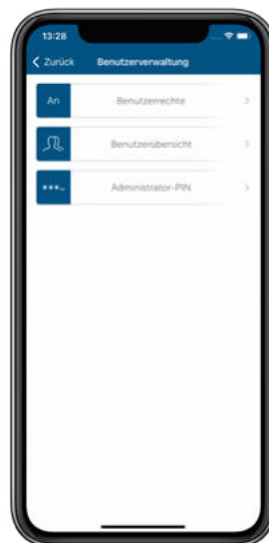 13:28
Zurück Benutzerverwaltung
An Benutzerrechte
Benutzerübersicht
***_ Administrator-PIN